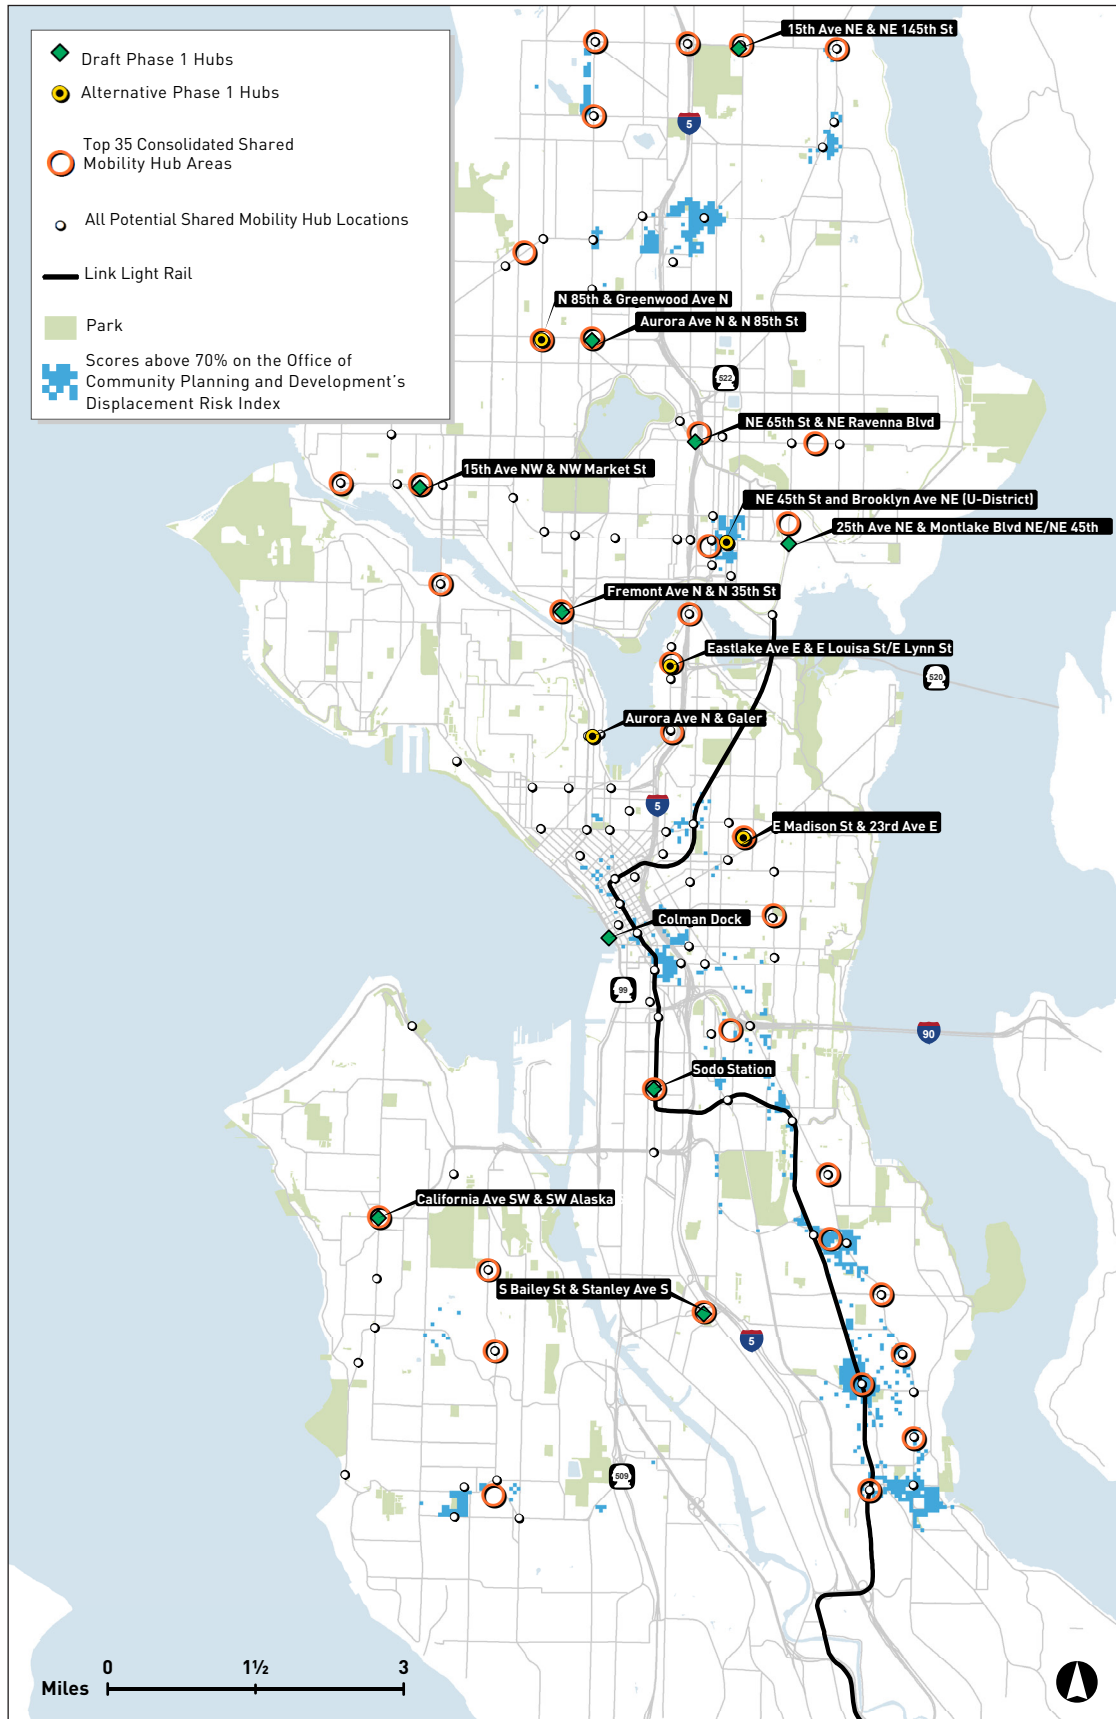 15th Ave NE & NE 145th St
Draft Phase 1 Hubs
Alternative Phase 1 Hubs
Top 35 Consolidated Shared
Mobility Hub Areas
All Potential Shared Mobility Hub Locations
Link Light Rail
Park
Scores above 70% on the Office of
Community Planning and Development's
Displacement Risk Index
5
N 85th & Greenwood Ave N
Aurora Ave N & N 85th St
522
NE 65th St & NE Ravenna Blvd
15th Ave NW & NW Market St
NE 45th St and Brooklyn Ave NE (U-District)
25th Ave NE & Montlake Blvd NE/NE 45th
Fremont Ave N & N 35th St
Eastlake Ave E & E Louisa St/E Lynn St
520
Aurora Ave N & Galer
5
E Madison St & 23rd Ave E
Colman Dock
99
90
Sodo Station
California Ave SW & SW Alaska
S Bailey St & Stanley Ave S
5
509
0 1½ 3
Miles